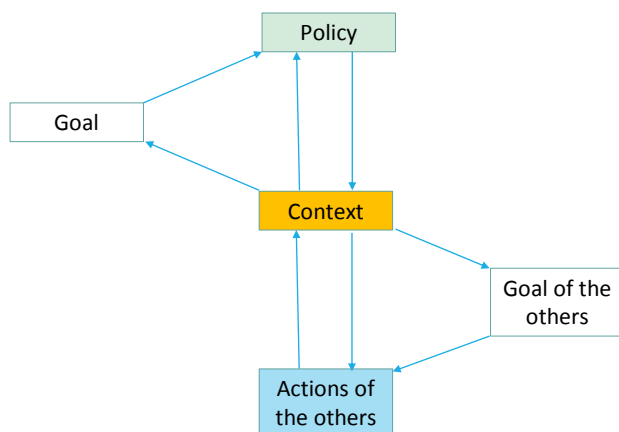 Policy
Goal
Context
Goal of the
others
Actions of
the others